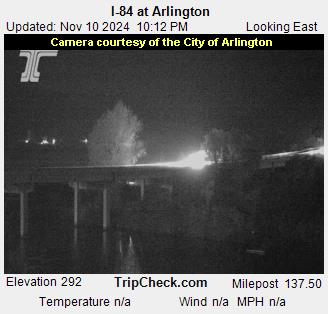 I-84 at Arlington
Updated: Nov 10 2024 10:12 PM Looking East
Camera courtesy of the City of Arlington
Elevation 292 TripCheck.com Milepost 137.50
Temperature n/a Wind n/a MPH n/a